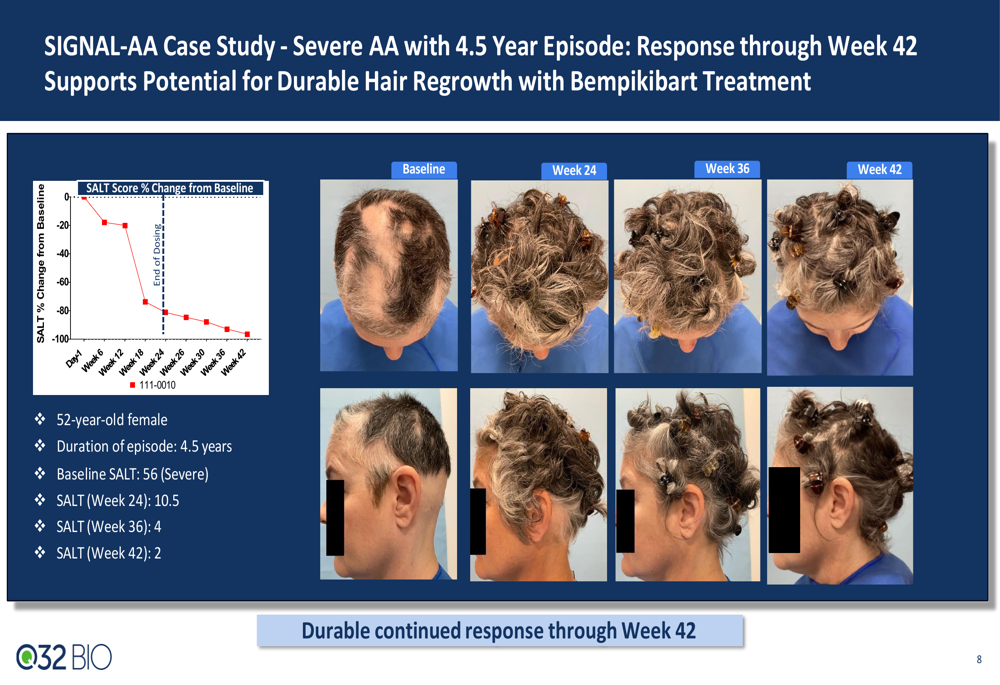 SIGNAL-AA Case Study - Severe AA with 4.5 Year Episode: Response through Week 42
Supports Potential for Durable Hair Regrowth with Bempikibart Treatment
SALT Score % Change from Baseline
SALT % Change from Baseline
0
-20
-40
-60
-80
-100
End of Dosing
Day 1
Week 6
Week 12
Week 18
Week 24
Week 26
Week 30
Week 36
Week 42
111-0010
Baseline
Week 24
Week 36
Week 42
❖ 52-year-old female
❖ Duration of episode: 4.5 years
❖ Baseline SALT: 56 (Severe)
❖ SALT (Week 24): 10.5
❖ SALT (Week 36): 4
❖ SALT (Week 42): 2
Durable continued response through Week 42
Q32 BIO
8